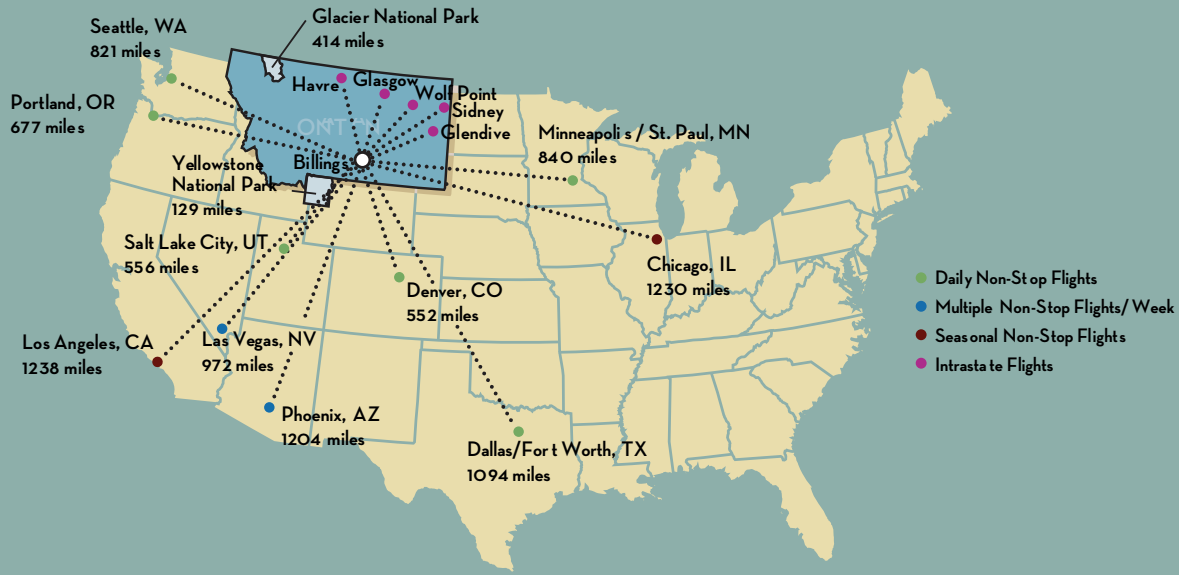 Glacier National Park
414 miles
Seattle, WA
821 miles
Havre
Glasgow
Wolf Point
Sidney
Glendive
Portland, OR
677 miles
Minneapolis / St. Paul, MN
840 miles
Billings
Yellowstone
National Park
129 miles
Salt Lake City, UT
556 miles
Chicago, IL
1230 miles
Denver, CO
552 miles
Los Angeles, CA
1238 miles
Las Vegas, NV
972 miles
Phoenix, AZ
1204 miles
Dallas/Fort Worth, TX
1094 miles
Daily Non-Stop Flights
Multiple Non-Stop Flights/Week
Seasonal Non-Stop Flights
Intrastate Flights